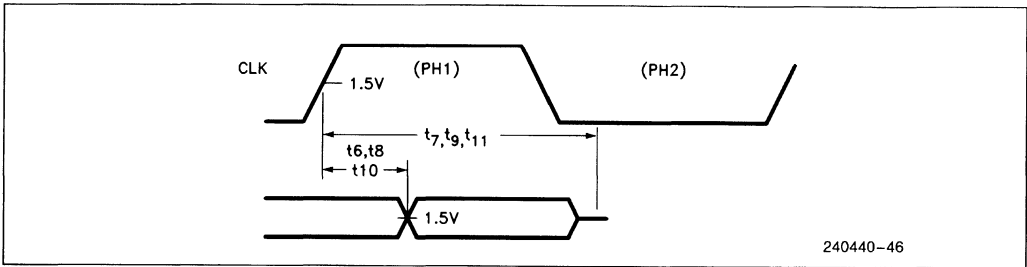 CLK
(PH1)
(PH2)
1.5V
t7,t9,t11
t6,t8
t10
1.5V
240440-46